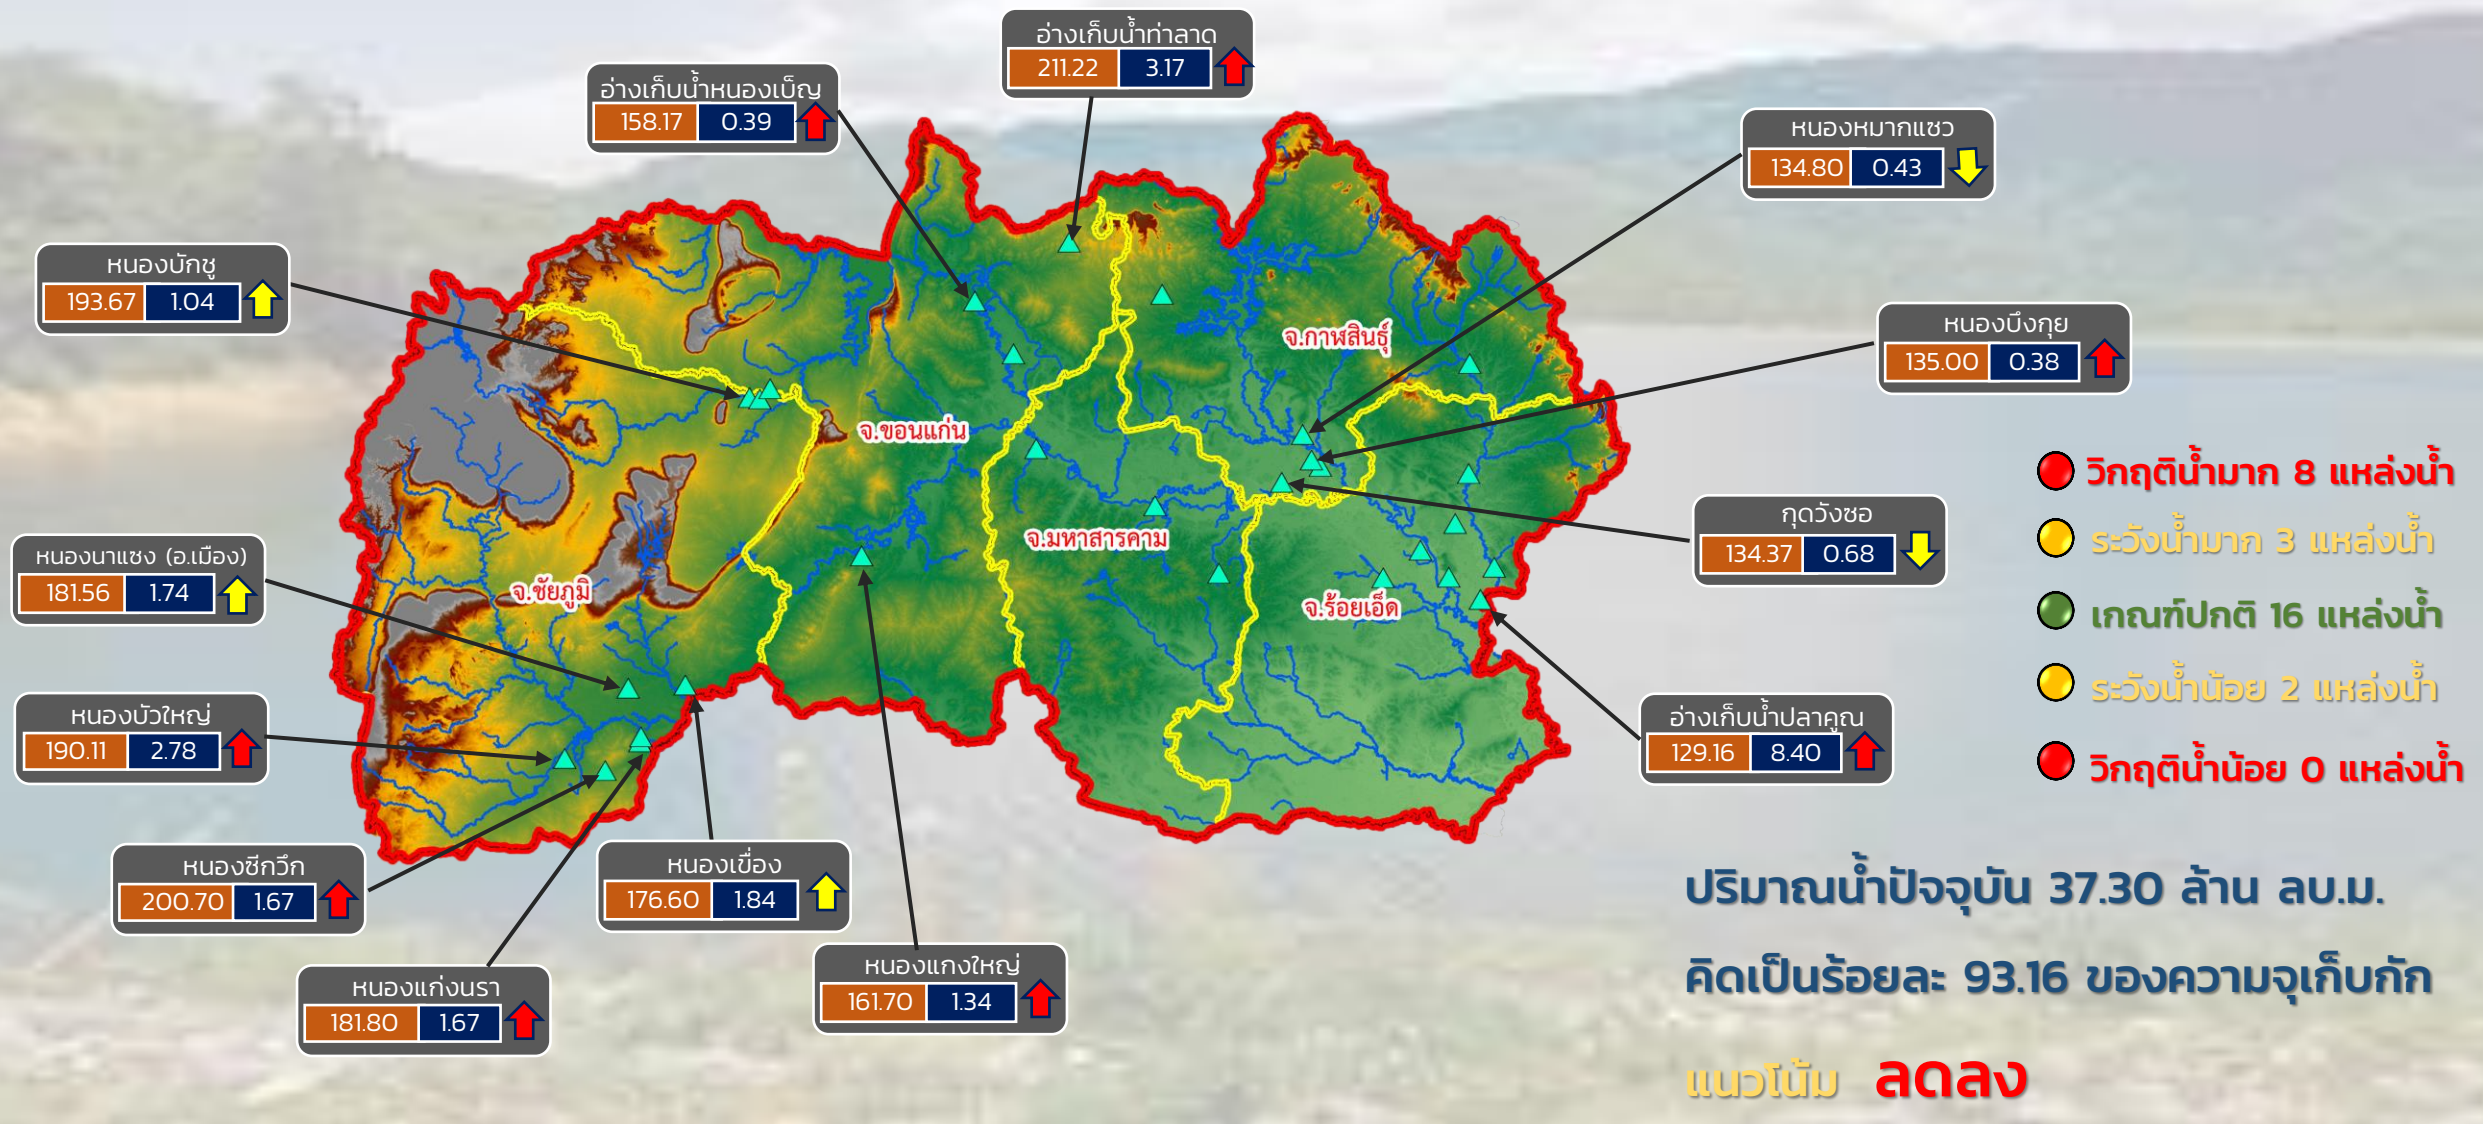 อ่างเก็บน้ำท่าลาด
211.22 3.17
อ่างเก็บน้ำหนองเบ็ญ
158.17 0.39
หนองหมากแซว
134.80 0.43
หนองบักชู
193.67 1.04
หนองบึงกุย
135.00 0.38
จ.กาฬสินธุ์
จ.ขอนแก่น
จ.มหาสารคาม
จ.ชัยภูมิ
จ.ร้อยเอ็ด
กุดวังซอ
134.37 0.68
หนองนาแซง (อ.เมือง)
181.56 1.74
หนองบัวใหญ่
190.11 2.78
อ่างเก็บน้ำปลาคูณ
129.16 8.40
หนองซีกวึก
200.70 1.67
หนองเขื่อง
176.60 1.84
หนองแก่งนรา
181.80 1.67
หนองแกงใหญ่
161.70 1.34
วิกฤติน้ำมาก 8 แหล่งน้ำ
ระวังน้ำมาก 3 แหล่งน้ำ
เกณฑ์ปกติ 16 แหล่งน้ำ
ระวังน้ำน้อย 2 แหล่งน้ำ
วิกฤติน้ำน้อย 0 แหล่งน้ำ
ปริมาณน้ำปัจจุบัน 37.30 ล้าน ลบ.ม.
คิดเป็นร้อยละ 93.16 ของความจุเก็บกัก
แนวโน้ม ลดลง